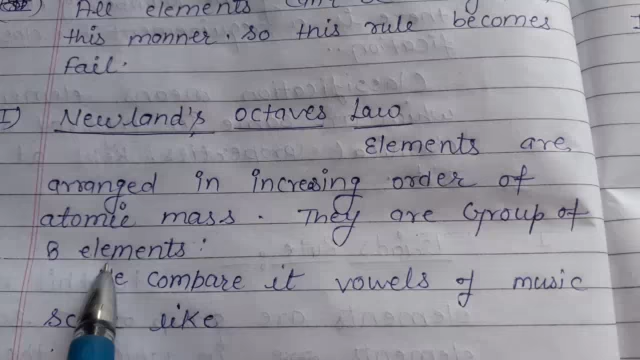 All elements
this manner. so this rule becomes
Fail.
I) Newland's octaves Law
Elements are
arranged in increasing order of
atomic mass. They are Group of
8 elements:
compare it vowels of music
like